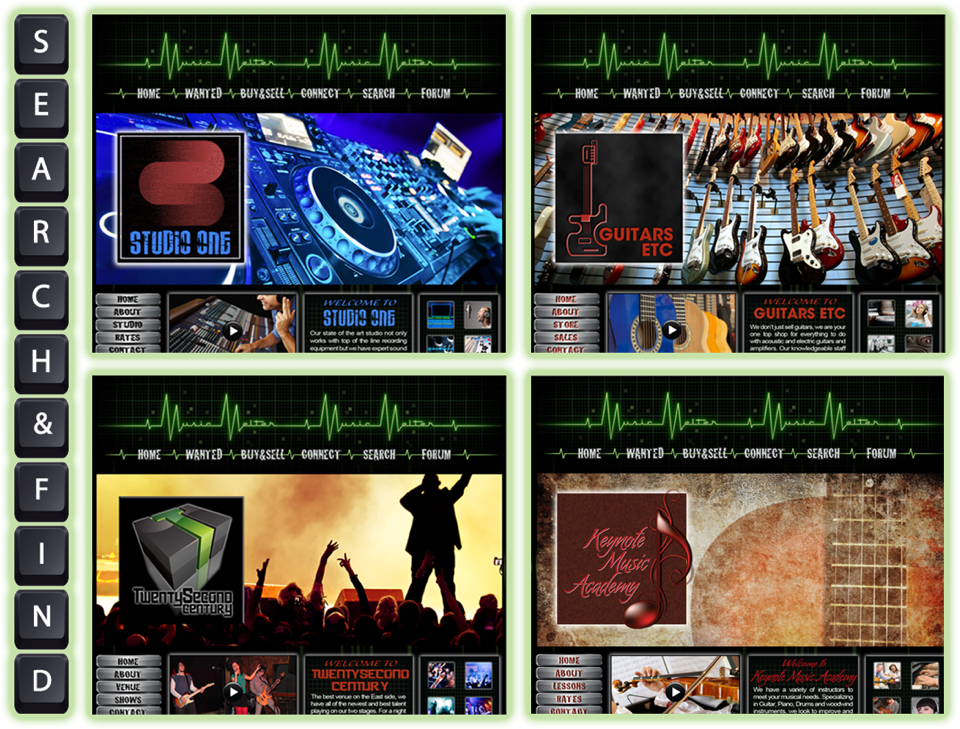 S
E
A
R
C
H
&
F
I
N
D
Music Melter Music Melter
HOME WANTED BUY&SELL CONNECT SEARCH FORUM
STUDIO ONE
HOME
ABOUT
STUDIO
RATES
CONTACT
WELCOME TO
STUDIO ONE
Our state of the art studio not only
works with top of the line recording
equipment but we have expert sound
Music Melter Music Melter
HOME WANTED BUY&SELL CONNECT SEARCH FORUM
GUITARS
ETC
HOME
ABOUT
STORE
SALES
CONTACT
WELCOME TO
GUITARS ETC
We don't just sell guitars, we are your
one top shop for everything to do
with acoustic and electric guitars and
amplifiers. Our knowledgeable staff
Music Melter Music Melter
HOME WANTED BUY&SELL CONNECT SEARCH FORUM
TWENTYSECOND
CENTURY
HOME
ABOUT
VENUE
SHOWS
CONTACT
WELCOME TO
TWENTYSECOND
CENTURY
The best venue on the East side, we
have all of the newest and best talent
playing on our two stages. For a night
Music Melter Music Melter
HOME WANTED BUY&SELL CONNECT SEARCH FORUM
Keynote
Music
Academy
HOME
ABOUT
LESSONS
RATES
CONTACT
Welcome to
Keynote Music Academy
We have a variety of instructors to
meet your musical needs. Specializing
in Guitar, Piano, Drums and woodwind
instruments, we look to improve and